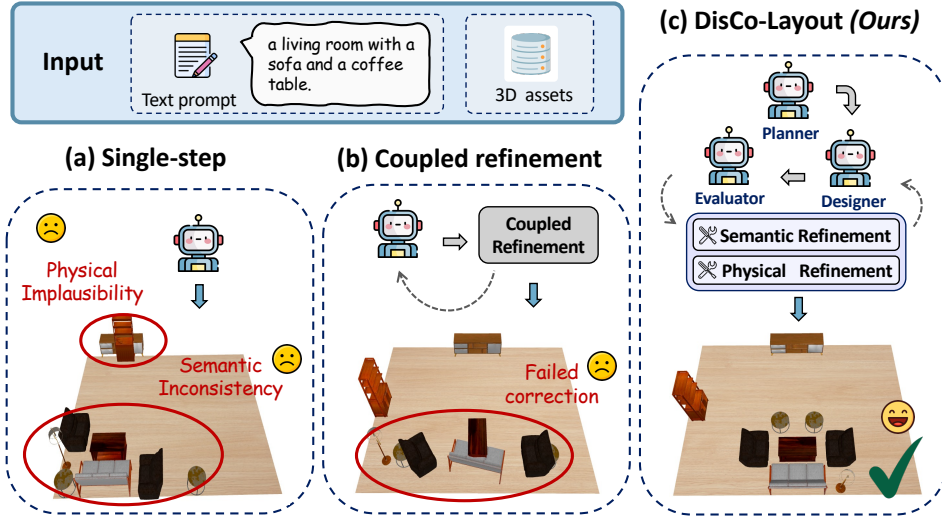 Input
Text prompt
a living room with a
sofa and a coffee
table.
3D assets
(a) Single-step
Physical
Implausibility
Semantic
Inconsistency
(b) Coupled refinement
Coupled
Refinement
Failed
correction
(c) DisCo-Layout (Ours)
Planner
Evaluator
Designer
Semantic Refinement
Physical Refinement